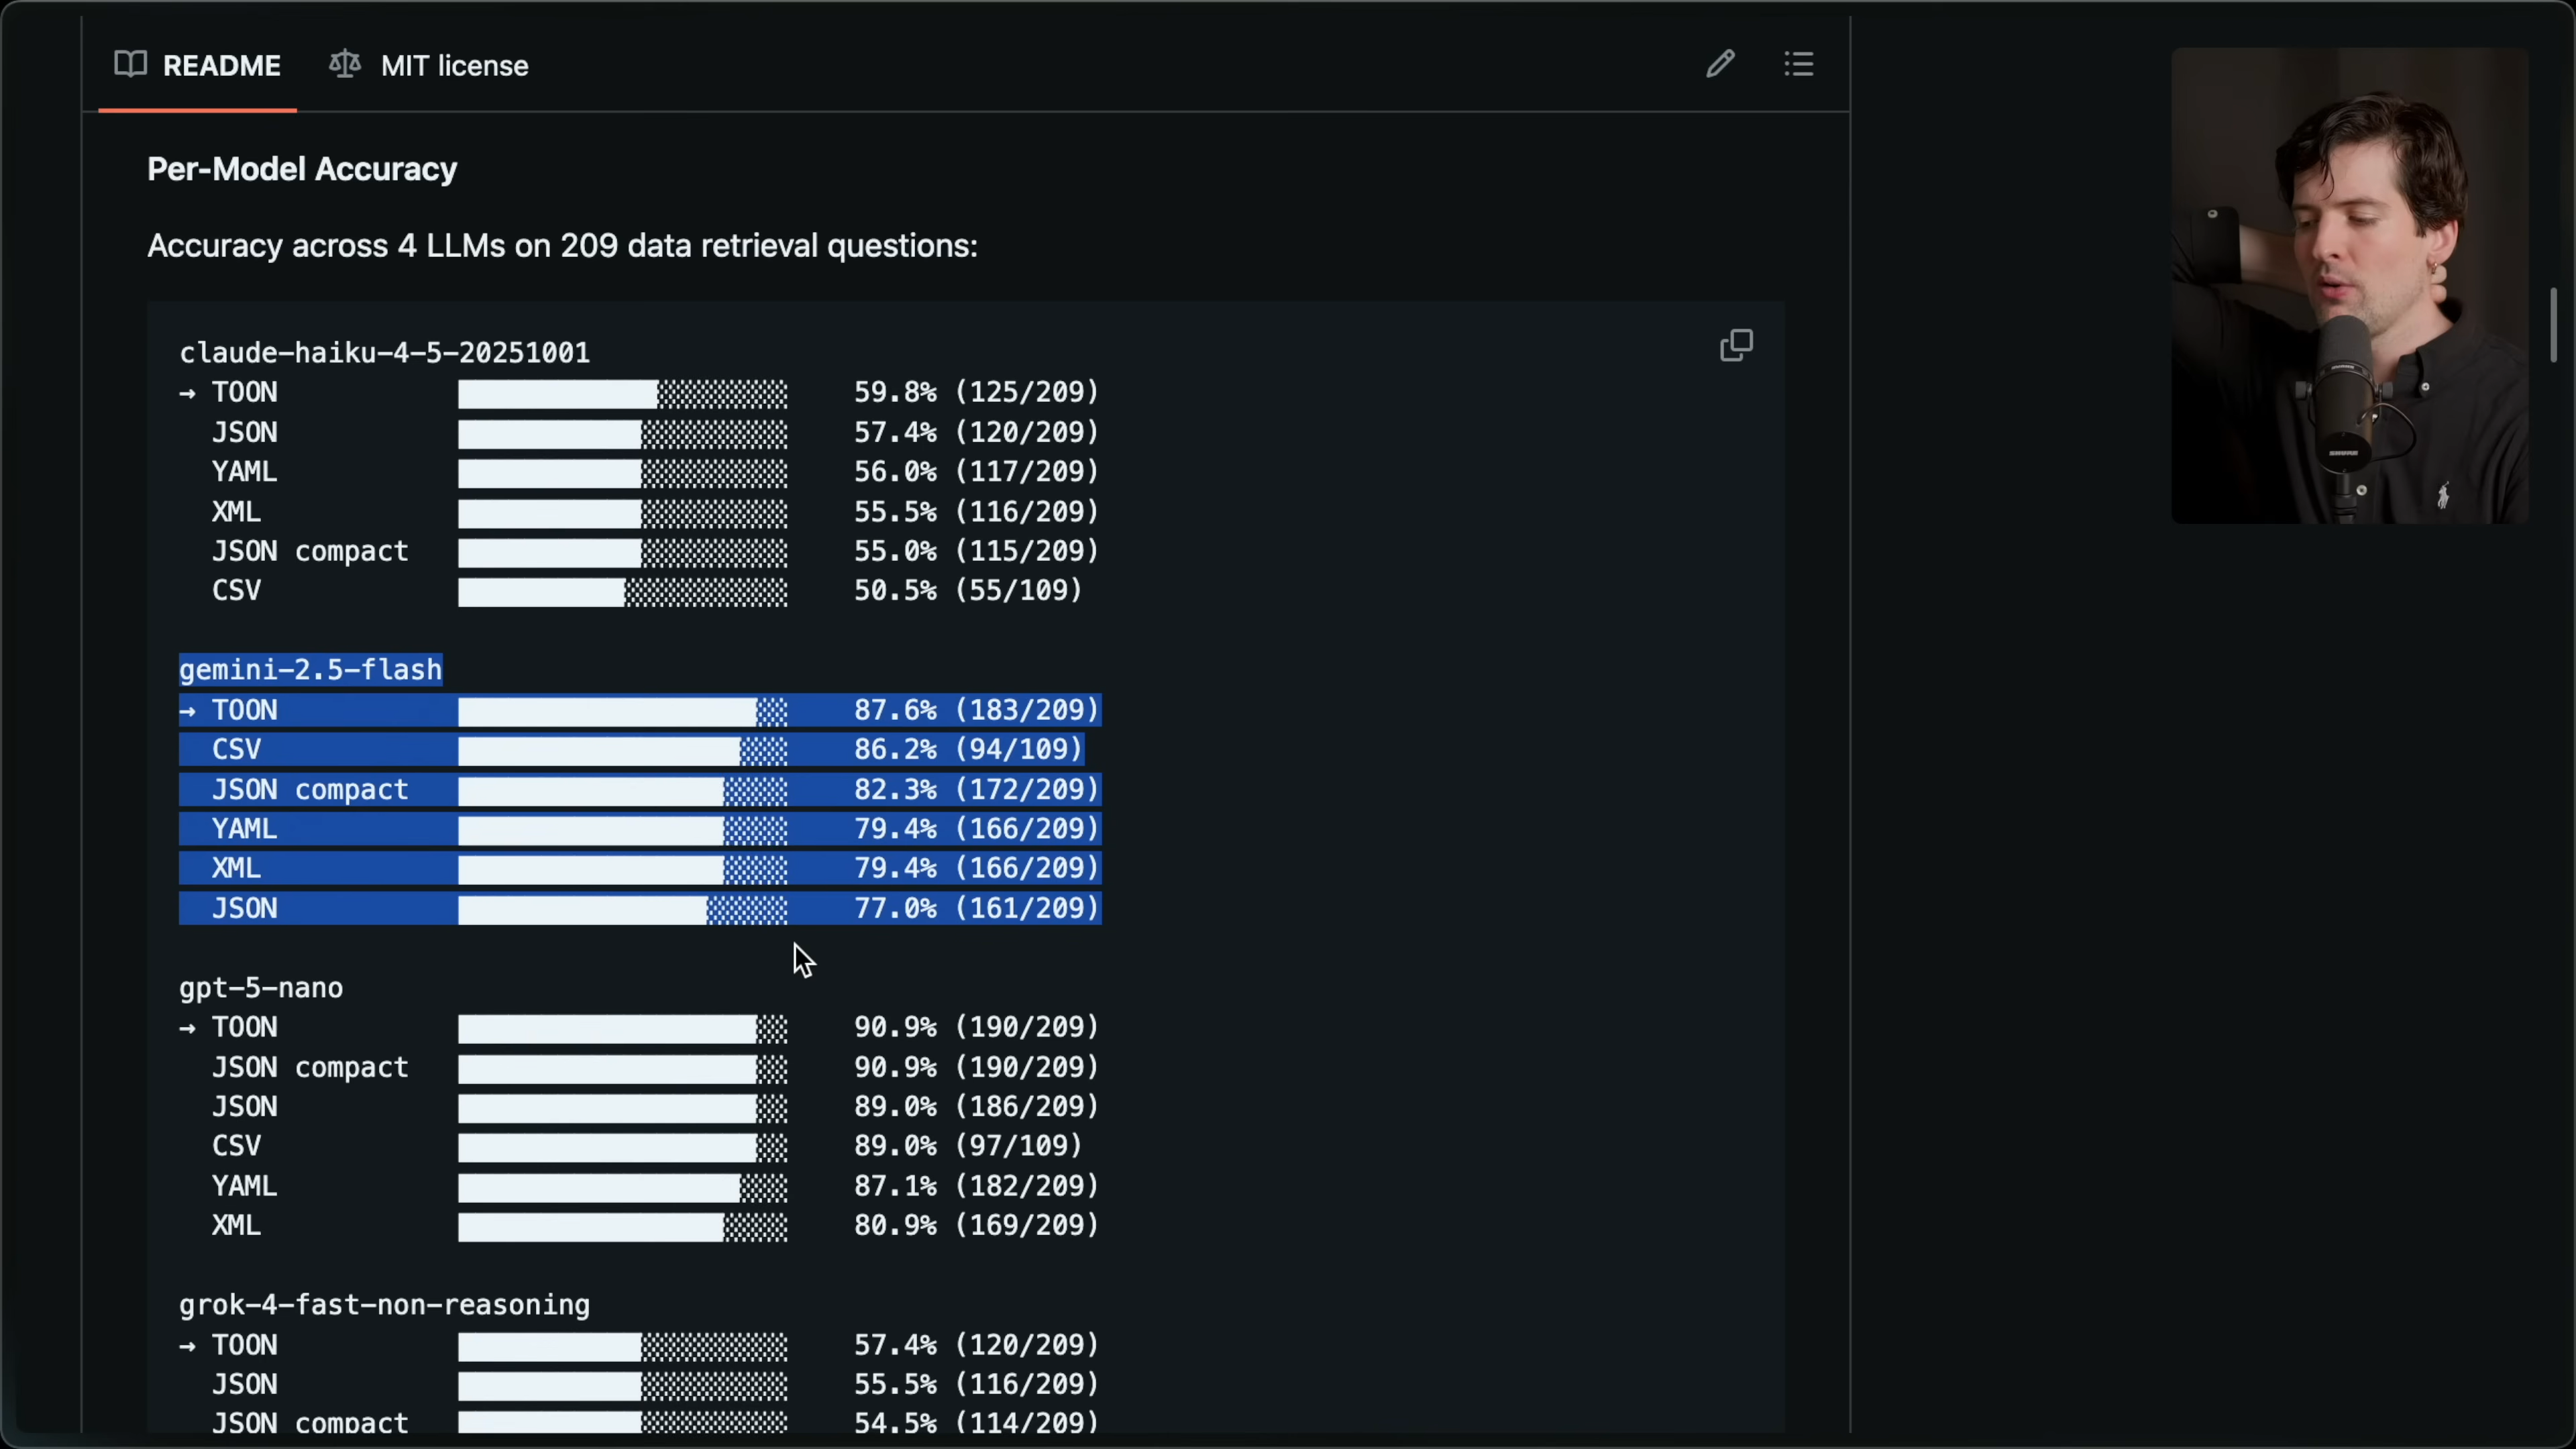 README
MIT license
Per-Model Accuracy
Accuracy across 4 LLMs on 209 data retrieval questions:
claude-haiku-4-5-20251001
→ TOON 59.8% (125/209)
JSON 57.4% (120/209)
YAML 56.0% (117/209)
XML 55.5% (116/209)
JSON compact 55.0% (115/209)
CSV 50.5% (55/109)
gemini-2.5-flash
→ TOON 87.6% (183/209)
CSV 86.2% (94/109)
JSON compact 82.3% (172/209)
YAML 79.4% (166/209)
XML 79.4% (166/209)
JSON 77.0% (161/209)
gpt-5-nano
→ TOON 90.9% (190/209)
JSON compact 90.9% (190/209)
JSON 89.0% (186/209)
CSV 89.0% (97/109)
YAML 87.1% (182/209)
XML 80.9% (169/209)
grok-4-fast-non-reasoning
→ TOON 57.4% (120/209)
JSON 55.5% (116/209)
JSON compact 54.5% (114/209)
SHURE